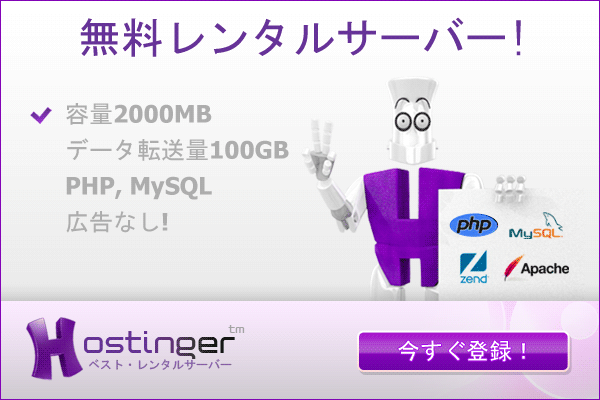 無料レンタルサーバー!
容量2000MB
データ転送量100GB
PHP, MySQL
広告なし!
php
MySQL
zend
Apache
Hostinger™
ベスト・レンタルサーバー
今すぐ登録！